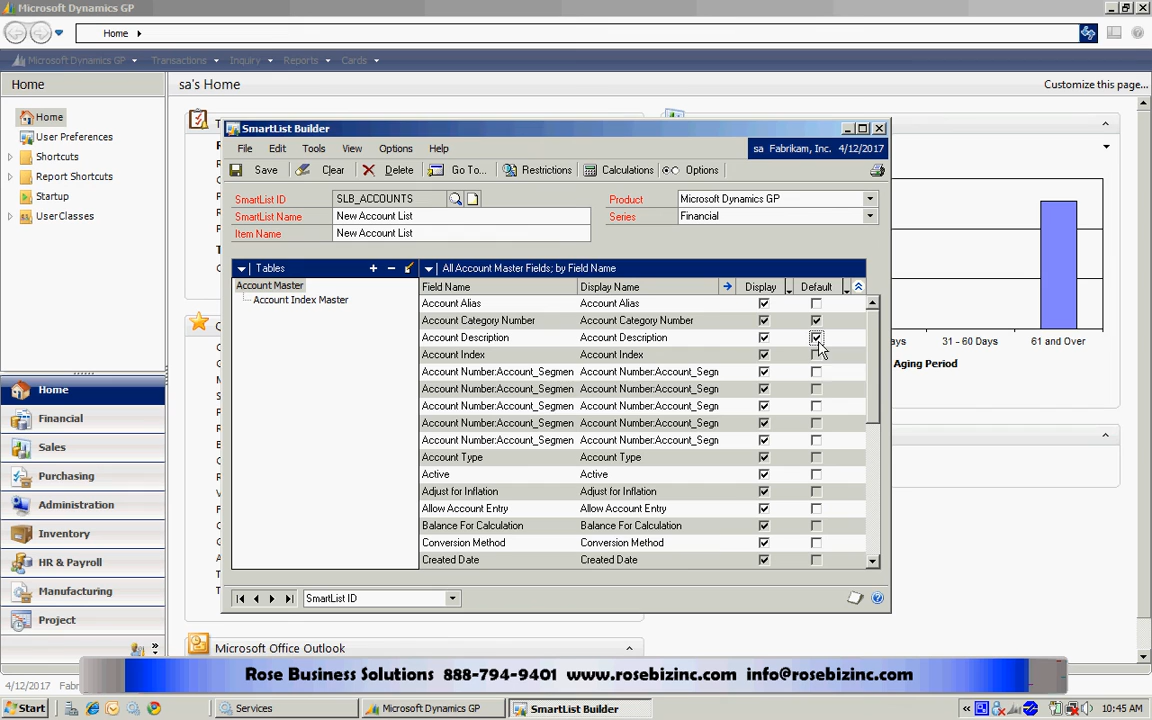 Microsoft Dynamics GP
Home
Microsoft Dynamics GP
Transactions
Inquiry
Reports
Cards
Home
sa's Home
Customize this page...
Home
User Preferences
Shortcuts
Report Shortcuts
Startup
UserClasses
SmartList Builder
File Edit Tools View Options Help
sa Fabrikam, Inc. 4/12/2017
Save Clear Delete Go To... Restrictions Calculations Options
SmartList ID SLB_ACCOUNTS
SmartList Name New Account List
Item Name New Account List
Product Microsoft Dynamics GP
Series Financial
Tables
Account Master
Account Index Master
All Account Master Fields; by Field Name
Field Name Display Name Display Default
Account Alias Account Alias
Account Category Number Account Category Number
Account Description Account Description
Account Index Account Index
Account Number:Account_Segmen Account Number:Account_Segn
Account Number:Account_Segmen Account Number:Account_Segn
Account Number:Account_Segmen Account Number:Account_Segn
Account Number:Account_Segmen Account Number:Account_Segn
Account Number:Account_Segmen Account Number:Account_Segn
Account Type Account Type
Active Active
Adjust for Inflation Adjust for Inflation
Allow Account Entry Allow Account Entry
Balance For Calculation Balance For Calculation
Conversion Method Conversion Method
Created Date Created Date
SmartList ID
ays 31 - 60 Days 61 and Over
Aging Period
Home
Financial
Sales
Purchasing
Administration
Inventory
HR & Payroll
Manufacturing
Project
Microsoft Office Outlook
Rose Business Solutions 888-794-9401 www.rosebizinc.com info@rosebizinc.com
4/12/2017 Fab
Start
Services
Microsoft Dynamics GP
SmartList Builder
10:45 AM